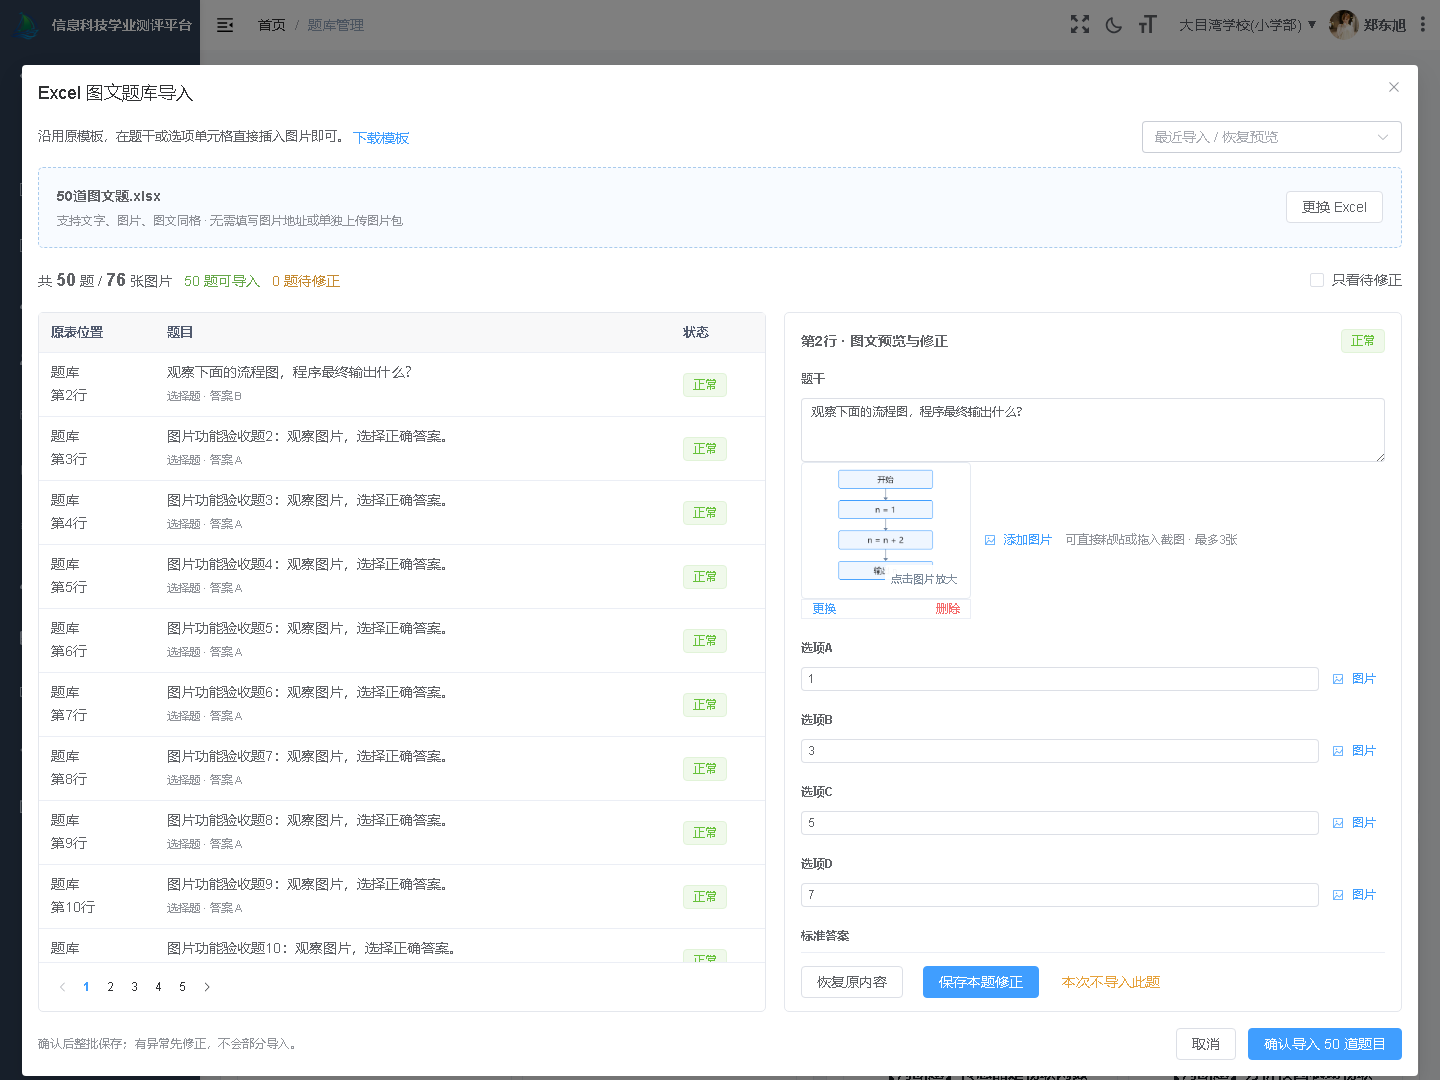 信息科技学业测评平台
首页 / 题库管理
大目湾学校(小学部)
郑东旭
Excel 图文题库导入
沿用原模板，在题干或选项单元格直接插入图片即可。 下载模板
最近导入 / 恢复预览
50道图文题.xlsx
支持文字、图片、图文同格 · 无需填写图片地址或单独上传图片包
更换 Excel
共 50 题 / 76 张图片 50 题可导入 0 题待修正
只看待修正
原表位置 题目 状态
题库
第2行
观察下面的流程图，程序最终输出什么？
选择题 · 答案 B
正常
题库
第3行
图片功能验收题2：观察图片，选择正确答案。
选择题 · 答案 A
正常
题库
第4行
图片功能验收题3：观察图片，选择正确答案。
选择题 · 答案 A
正常
题库
第5行
图片功能验收题4：观察图片，选择正确答案。
选择题 · 答案 A
正常
题库
第6行
图片功能验收题5：观察图片，选择正确答案。
选择题 · 答案 A
正常
题库
第7行
图片功能验收题6：观察图片，选择正确答案。
选择题 · 答案 A
正常
题库
第8行
图片功能验收题7：观察图片，选择正确答案。
选择题 · 答案 A
正常
题库
第9行
图片功能验收题8：观察图片，选择正确答案。
选择题 · 答案 A
正常
题库
第10行
图片功能验收题9：观察图片，选择正确答案。
选择题 · 答案 A
正常
题库
图片功能验收题10：观察图片，选择正确答案。
正常
1 2 3 4 5
第2行 · 图文预览与修正
正常
题干
观察下面的流程图，程序最终输出什么？
开始
n = 1
n = n + 2
输出
点击图片放大
更换 删除
添加图片 可直接粘贴或拖入截图 · 最多3张
选项A
1 图片
选项B
3 图片
选项C
5 图片
选项D
7 图片
标准答案
恢复原内容 保存本题修正 本次不导入此题
确认后整批保存；有异常先修正，不会部分导入。
取消 确认导入 50 道题目